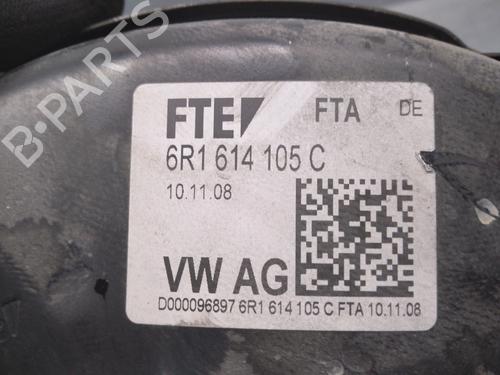 FTE FTA DE
6R1 614 105 C
10.11.08
VW AG
D000096897 6R1 614 105 C FTA 10.11.08
B-PARTS